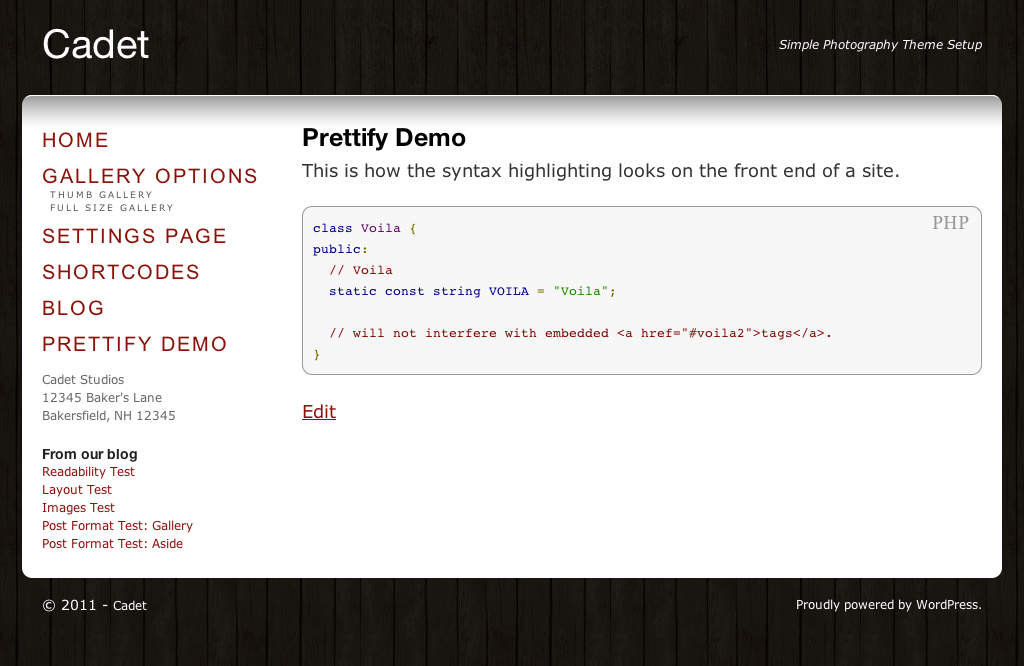 Cadet
Simple Photography Theme Setup
HOME
GALLERY OPTIONS
THUMB GALLERY
FULL SIZE GALLERY
SETTINGS PAGE
SHORTCODES
BLOG
PRETTIFY DEMO
Cadet Studios
12345 Baker's Lane
Bakersfield, NH 12345
From our blog
Readability Test
Layout Test
Images Test
Post Format Test: Gallery
Post Format Test: Aside
Prettify Demo
This is how the syntax highlighting looks on the front end of a site.
PHP
class Voila {
public:
  // Voila
  static const string VOILA = "Voila";
  // will not interfere with embedded <a href="#voila2">tags</a>.
}
Edit
© 2011 - Cadet
Proudly powered by WordPress.